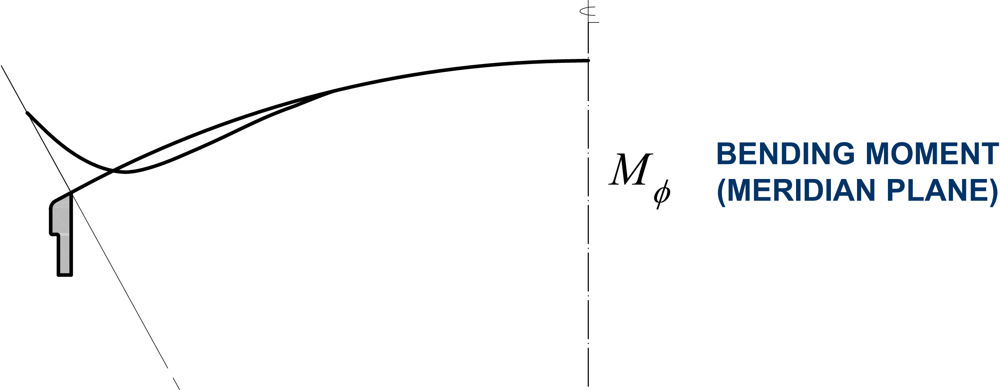 ℄
M_ϕ
BENDING MOMENT
(MERIDIAN PLANE)